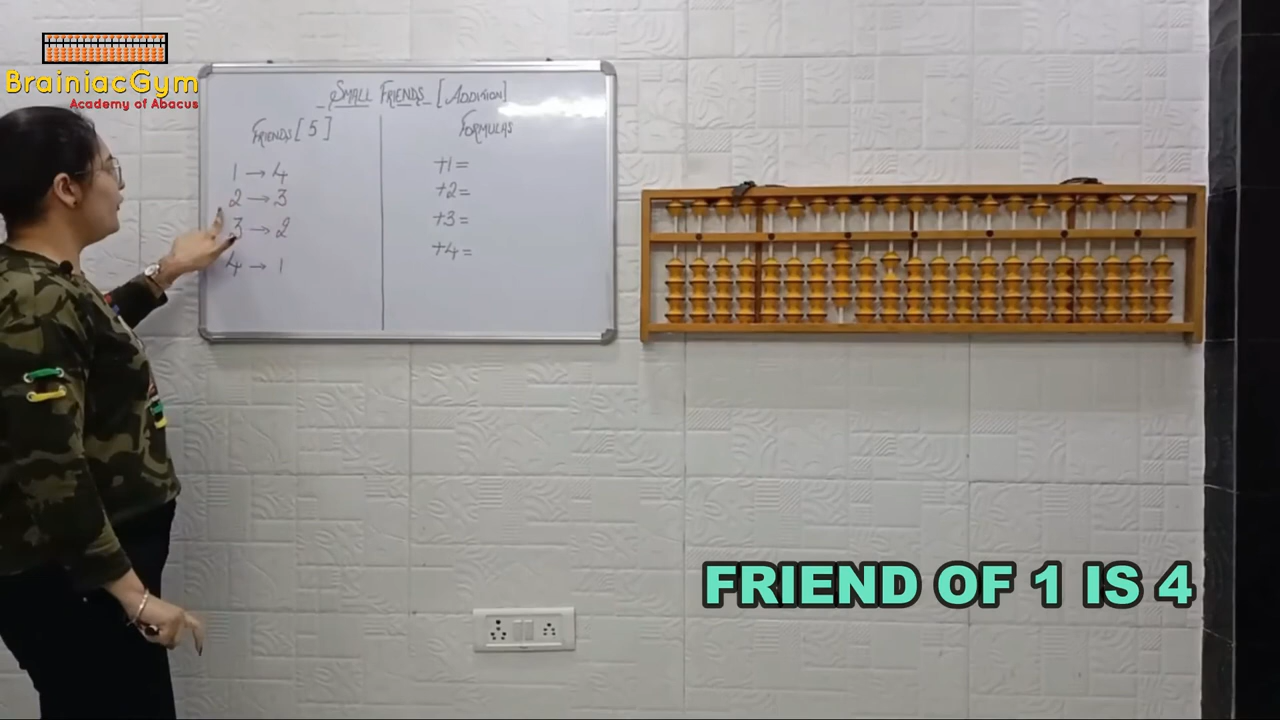 BrainiacGym
Academy of Abacus
SMALL FRIENDS [ADDITION]
FRIENDS [5]
1 → 4
2 → 3
3 → 2
4 → 1
FORMULAS
+1=
+2=
+3=
+4=
FRIEND OF 1 IS 4